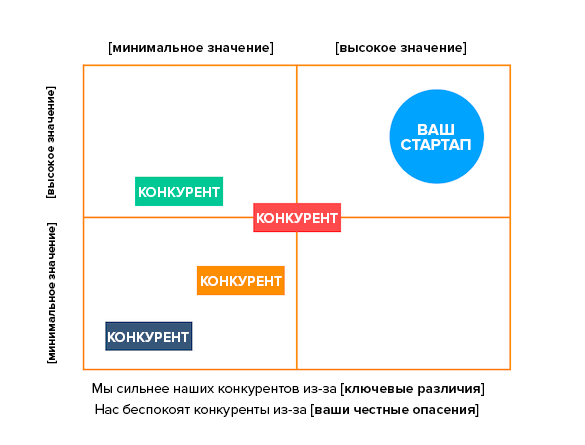 [минимальное значение] [высокое значение]
[высокое значение]
ВАШ
СТАРТАП
КОНКУРЕНТ
КОНКУРЕНТ
[минимальное значение]
КОНКУРЕНТ
КОНКУРЕНТ
Мы сильнее наших конкурентов из-за [ключевые различия]
Нас беспокоят конкуренты из-за [ваши честные опасения]